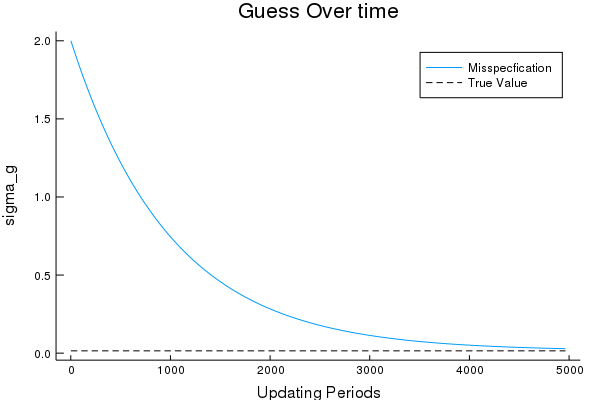 Guess Over time
Misspecfication
True Value
sigma_g
2.0
1.5
1.0
0.5
0.0
0 1000 2000 3000 4000 5000
Updating Periods